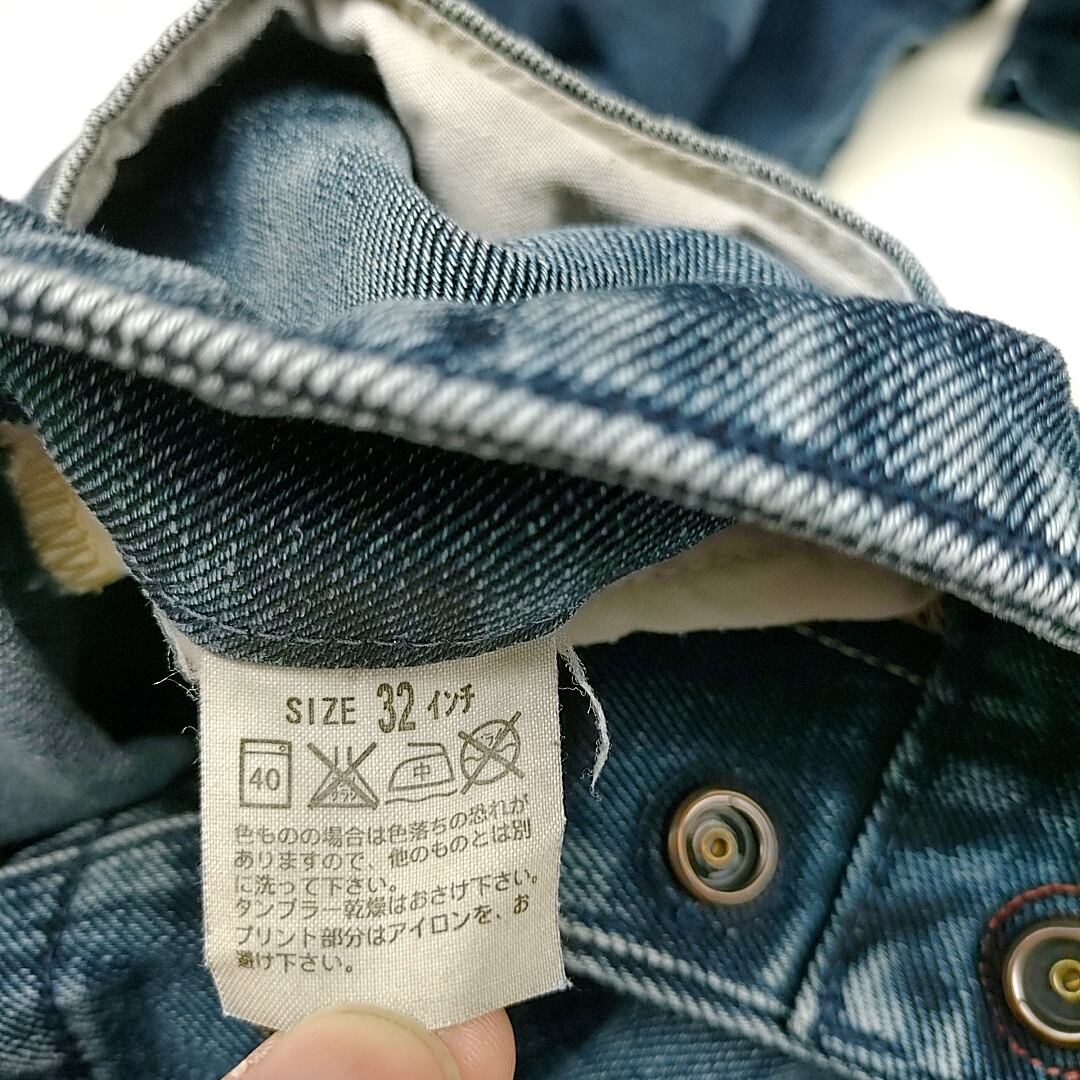 SIZE 32 インチ
40 中
色ものの場合は色落ちの恐れが
ありますので、他のものとは別
に洗って下さい。
タンブラー乾燥はおさけ下さい。
プリント部分はアイロンを、お
避け下さい。